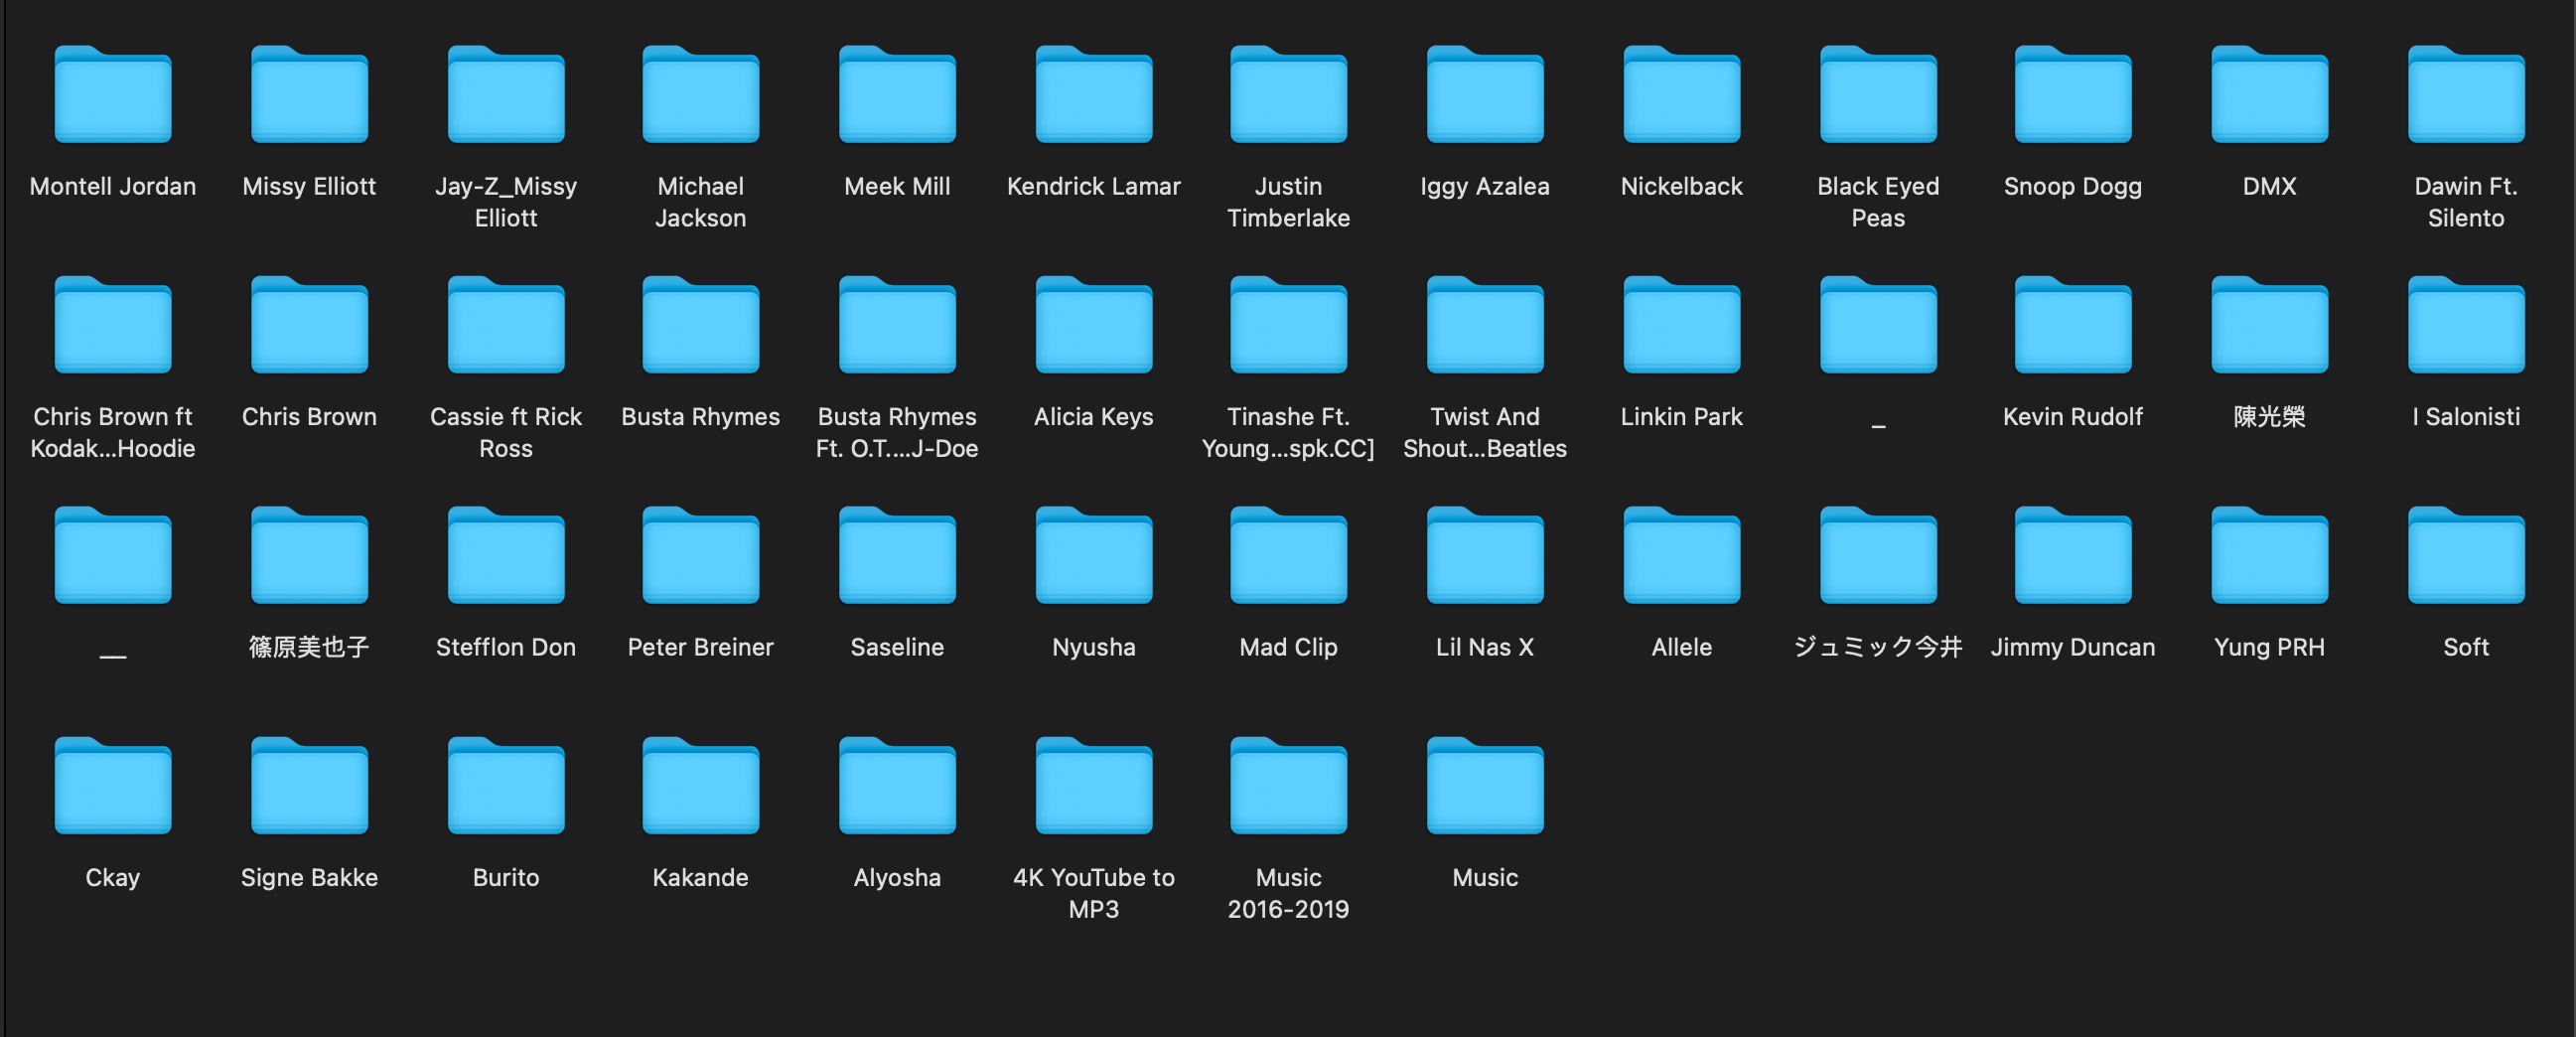 Montell Jordan
Missy Elliott
Jay-Z_Missy
Elliott
Michael
Jackson
Meek Mill
Kendrick Lamar
Justin
Timberlake
Iggy Azalea
Nickelback
Black Eyed
Peas
Snoop Dogg
DMX
Dawin Ft.
Silento
Chris Brown ft
Kodak...Hoodie
Chris Brown
Cassie ft Rick
Ross
Busta Rhymes
Busta Rhymes
Ft. O.T....J-Doe
Alicia Keys
Tinashe Ft.
Young...spk.CC]
Twist And
Shout...Beatles
Linkin Park
_
Kevin Rudolf
陳光榮
I Salonisti
__
篠原美也子
Stefflon Don
Peter Breiner
Saseline
Nyusha
Mad Clip
Lil Nas X
Allele
ジュミック今井
Jimmy Duncan
Yung PRH
Soft
Ckay
Signe Bakke
Burito
Kakande
Alyosha
4K YouTube to
MP3
Music
2016-2019
Music